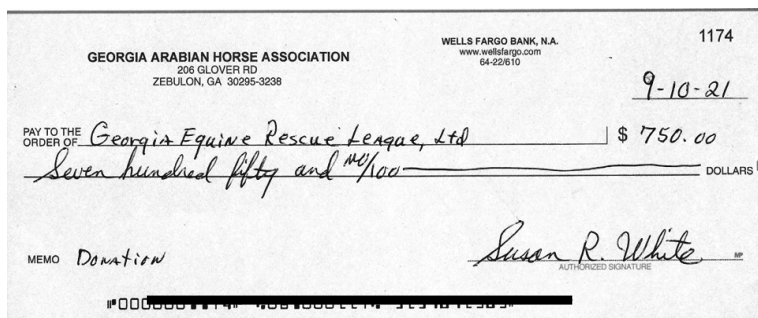 1174
WELLS FARGO BANK, N.A.
www.wellsfargo.com
64-22/610
GEORGIA ARABIAN HORSE ASSOCIATION
206 GLOVER RD
ZEBULON, GA 30295-3238
9-10-21
PAY TO THE ORDER OF Georgia Equine Rescue League, Ltd $ 750.00
Seven hundred fifty and no/100 DOLLARS
MEMO Donation
Susan R. White
AUTHORIZED SIGNATURE MP